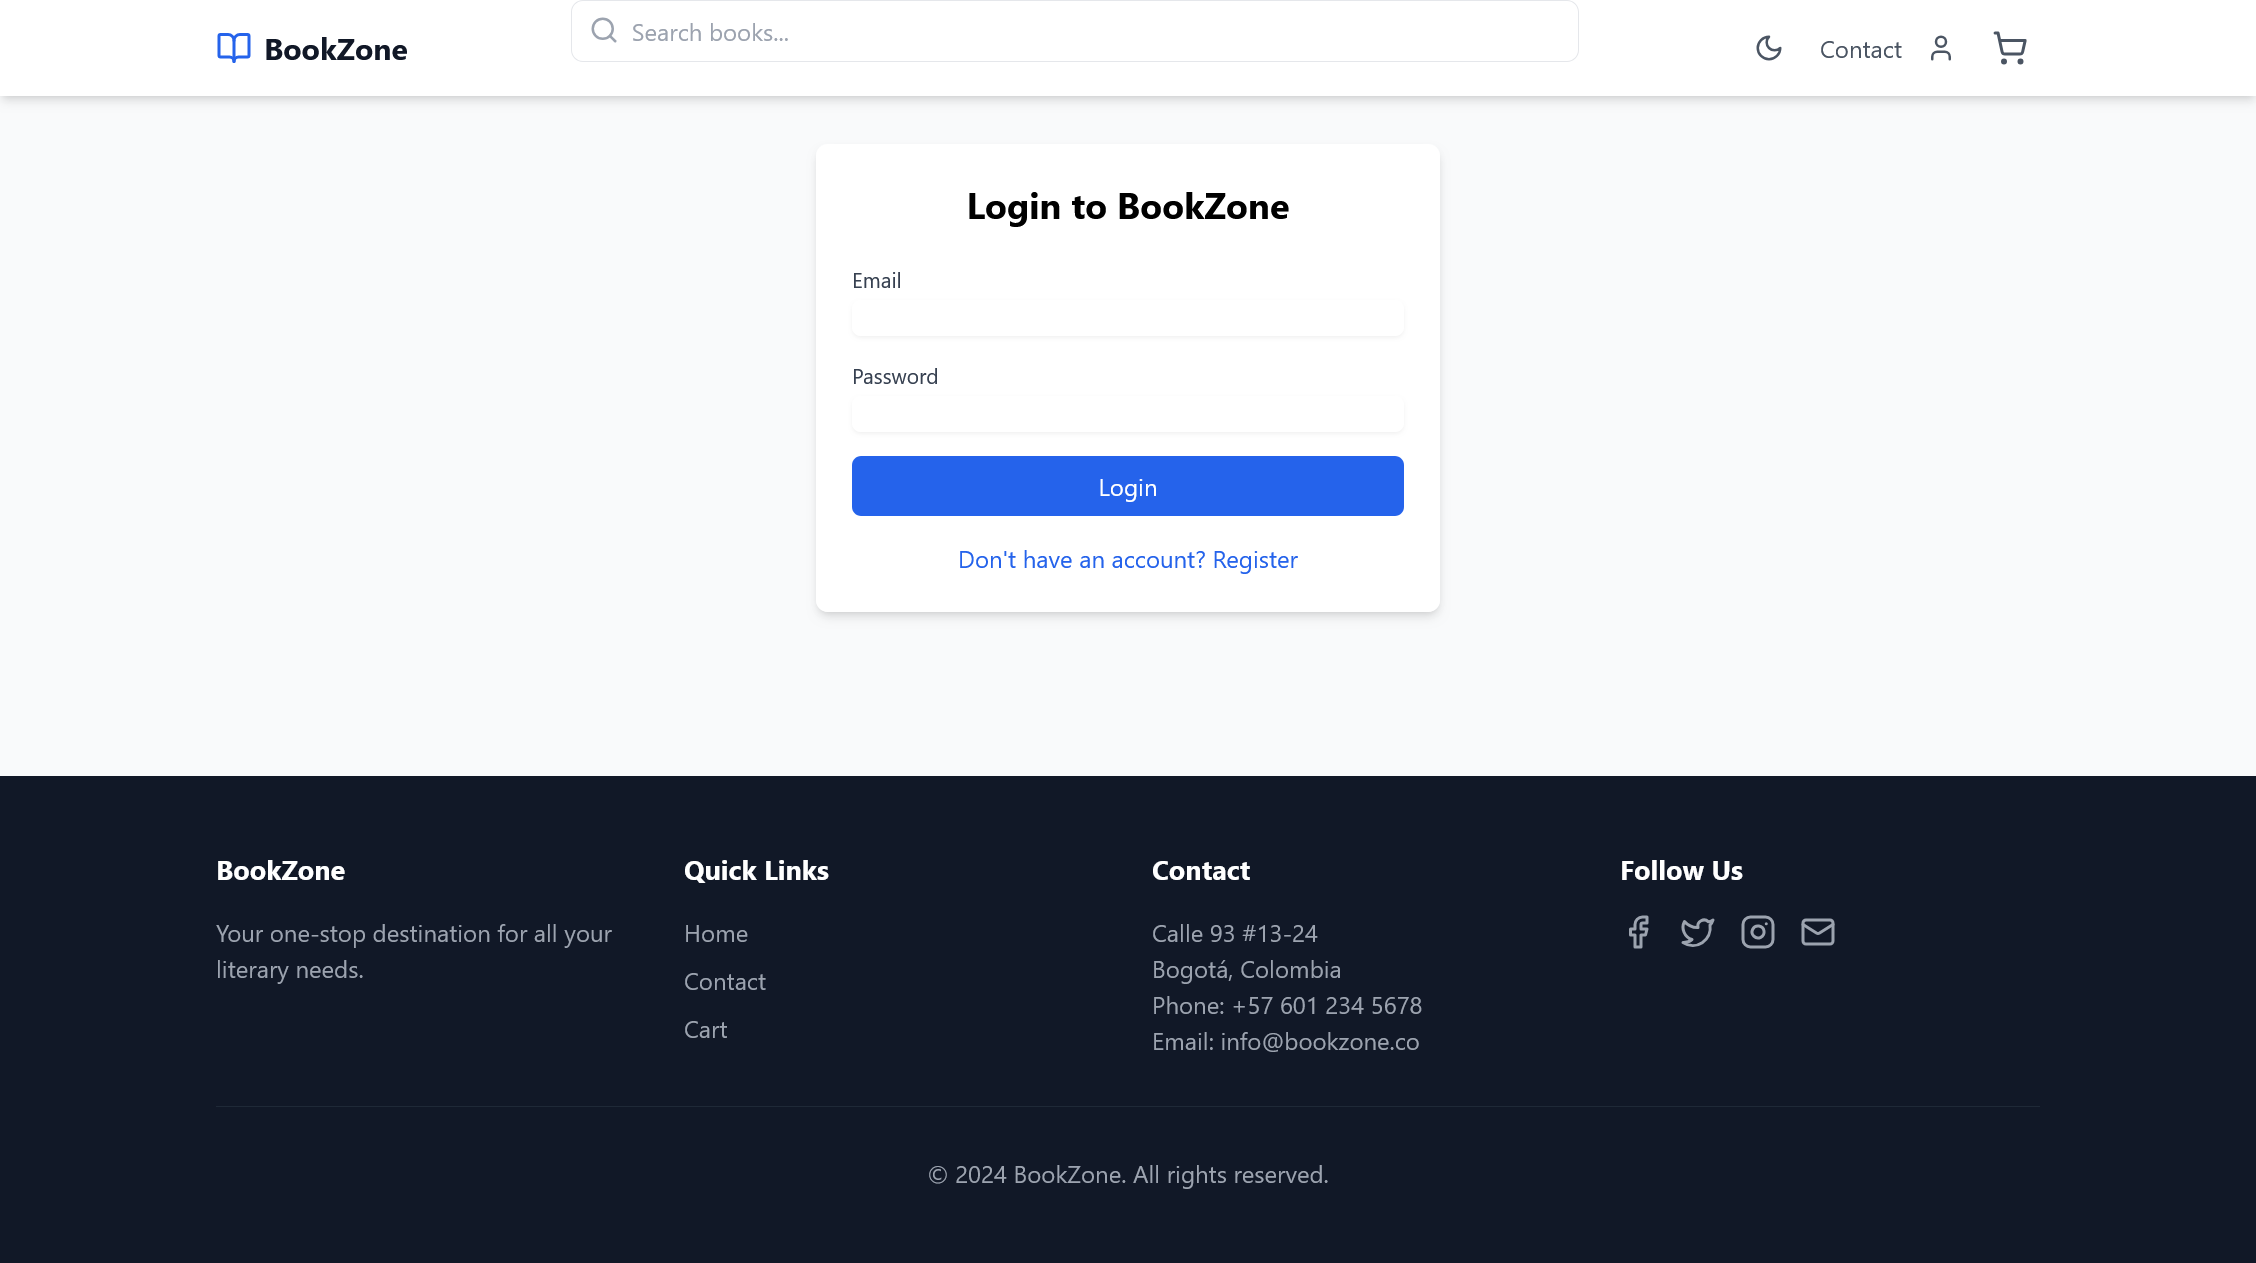 BookZone
Search books...
Contact
Login to BookZone
Email
Password
Login
Don't have an account? Register
BookZone
Your one-stop destination for all your
literary needs.
Quick Links
Home
Contact
Cart
Contact
Calle 93 #13-24
Bogotá, Colombia
Phone: +57 601 234 5678
Email: info@bookzone.co
Follow Us
© 2024 BookZone. All rights reserved.